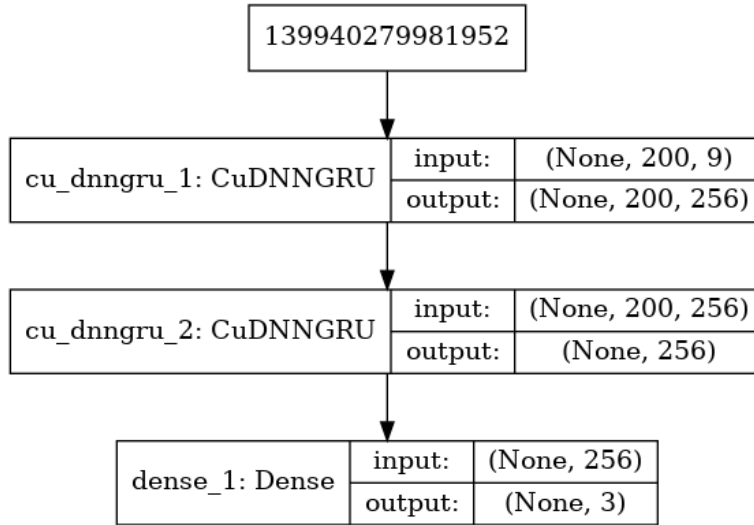 139940279981952
cu_dnngru_1: CuDNNGRU
input:
(None, 200, 9)
output:
(None, 200, 256)
cu_dnngru_2: CuDNNGRU
input:
(None, 200, 256)
output:
(None, 256)
dense_1: Dense
input:
(None, 256)
output:
(None, 3)